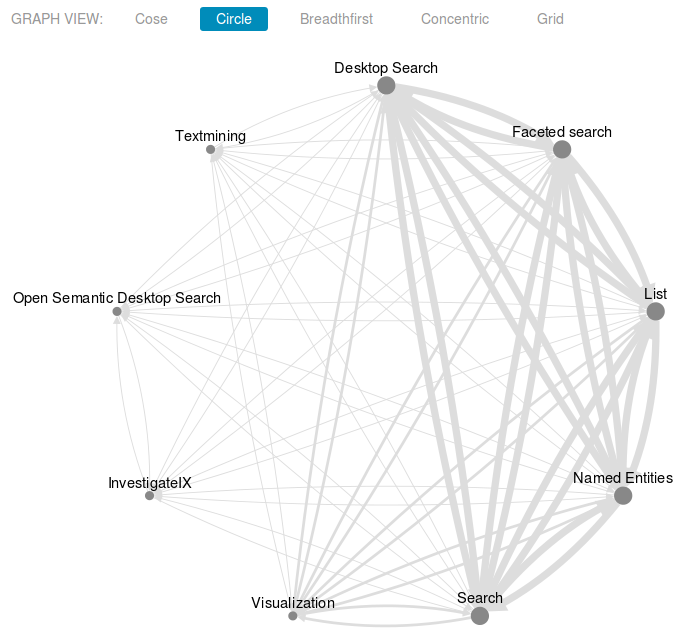 GRAPH VIEW: Cose Circle Breadthfirst Concentric Grid
Desktop Search
Faceted search
Textmining
List
Open Semantic Desktop Search
Named Entities
InvestigateIX
Search
Visualization